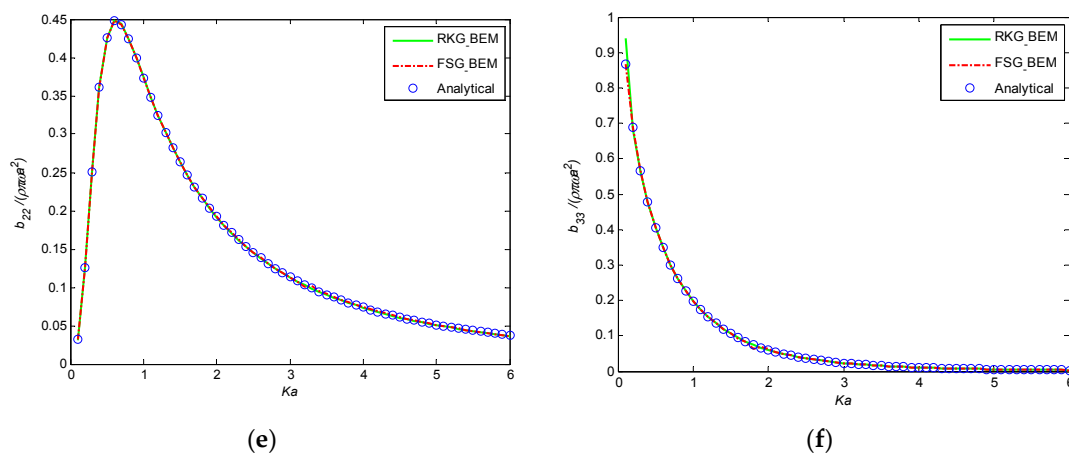 0.45
0.4
0.35
0.3
0.25
0.2
0.15
0.1
0.05
0
b22 /(ρπωa²)
0 1 2 3 4 5 6
Ka
RKG_BEM
FSG_BEM
Analytical
(e)
1
0.9
0.8
0.7
0.6
0.5
0.4
0.3
0.2
0.1
0
b33 /(ρπωa²)
0 1 2 3 4 5 6
Ka
RKG_BEM
FSG_BEM
Analytical
(f)